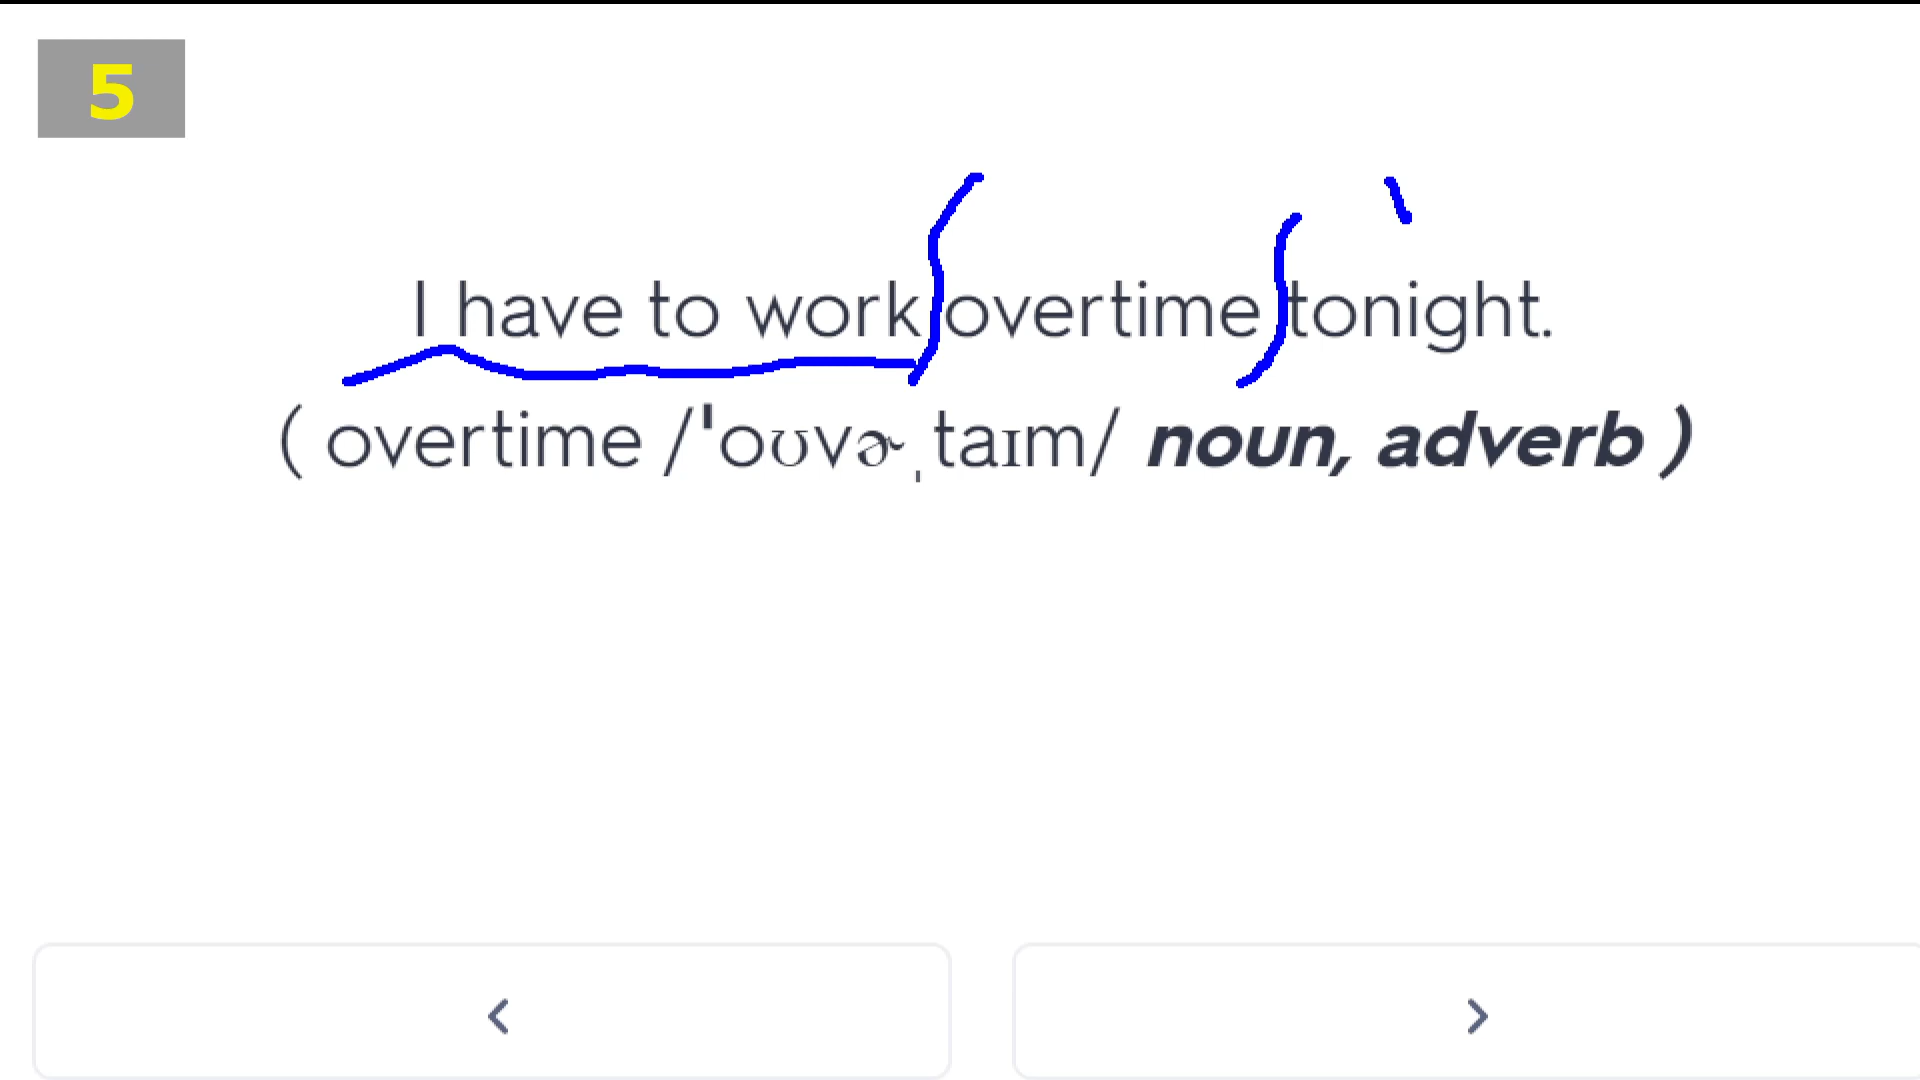 5
I have to work overtime tonight.
( overtime /ˈoʊvɚˌtaɪm/ noun, adverb )